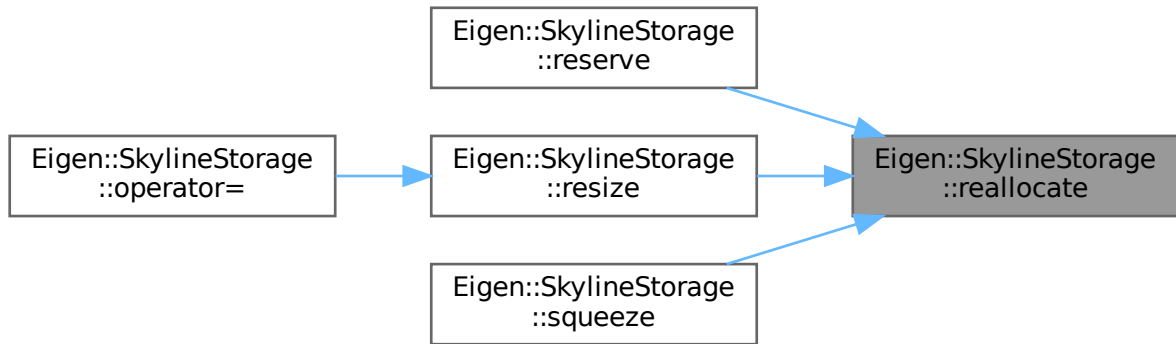 Eigen::SkylineStorage
::reserve
Eigen::SkylineStorage
::operator=
Eigen::SkylineStorage
::resize
Eigen::SkylineStorage
::reallocate
Eigen::SkylineStorage
::squeeze